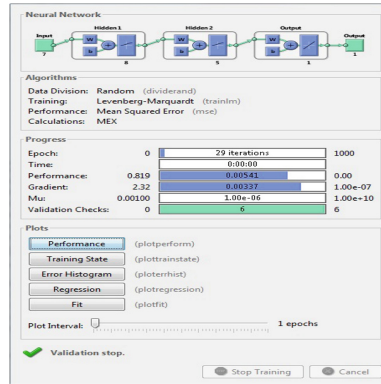 Neural Network
Hidden 1 Hidden 2 Output
Input Output
W W W
b b b
7 8 5 1 1
Algorithms
Data Division: Random (dividerand)
Training: Levenberg-Marquardt (trainlm)
Performance: Mean Squared Error (mse)
Calculations: MEX
Progress
Epoch: 0 29 iterations 1000
Time: 0:00:00
Performance: 0.819 0.00541 0.00
Gradient: 2.32 0.00337 1.00e-07
Mu: 0.00100 1.00e-06 1.00e+10
Validation Checks: 0 6 6
Plots
Performance (plotperform)
Training State (plottrainstate)
Error Histogram (ploterrhist)
Regression (plotregression)
Fit (plotfit)
Plot Interval: 1 epochs
Validation stop.
Stop Training Cancel